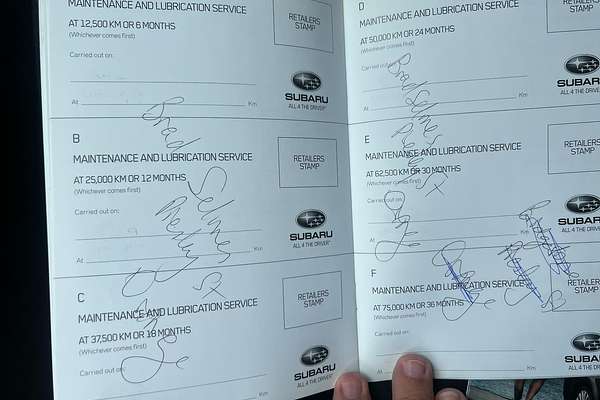 MAINTENANCE AND LUBRICATION SERVICE
AT 12,500 KM OR 6 MONTHS
(Whichever comes first)
Carried out on:
RETAILERS
STAMP
SUBARU
ALL 4 THE DRIVER
At Km
B
MAINTENANCE AND LUBRICATION SERVICE
AT 25,000 KM OR 12 MONTHS
(Whichever comes first)
Carried out on:
RETAILERS
STAMP
SUBARU
ALL 4 THE DRIVER
At Km
C
MAINTENANCE AND LUBRICATION SERVICE
AT 37,500 KM OR 18 MONTHS
(Whichever comes first)
Carried out on:
RETAILERS
STAMP
SUBARU
ALL 4 THE DRIVER
At Km
Brad
Selmes
St
D
MAINTENANCE AND LUBRICATION SERVICE
AT 50,000 KM OR 24 MONTHS
(Whichever comes first)
Carried out on:
RETAILERS
STAMP
SUBARU
ALL 4 THE DRIVER
At Km
E
MAINTENANCE AND LUBRICATION SERVICE
AT 62,500 KM OR 30 MONTHS
(Whichever comes first)
Carried out on:
RETAILERS
STAMP
SUBARU
ALL 4 THE DRIVER
At Km
F
MAINTENANCE AND LUBRICATION SERVICE
AT 75,000 KM OR 36 MONTHS
(Whichever comes first)
Carried out on:
RETAILERS
STAMP
SUBARU
ALL 4 THE DRIVER
Brad Selmes
St